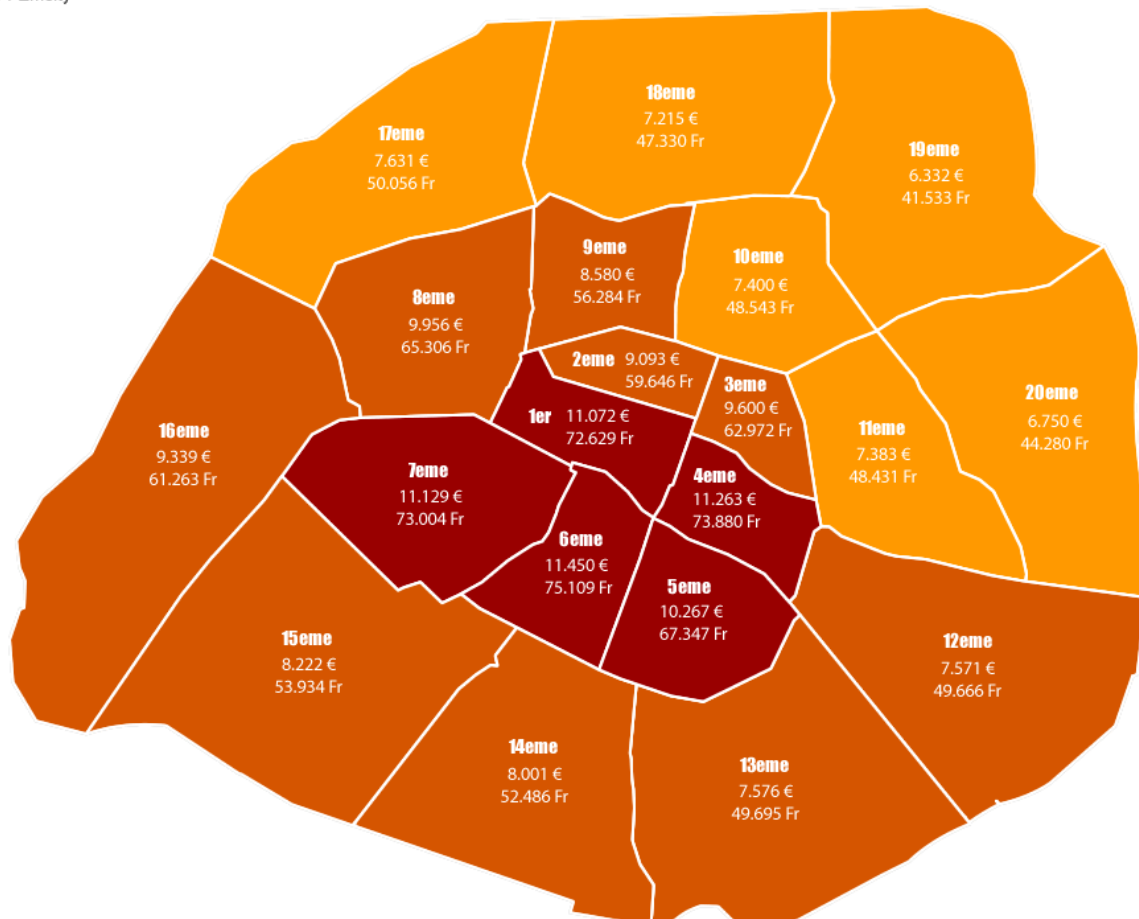 18eme
7.215 €
47.330 Fr
17eme
7.631 €
50.056 Fr
19eme
6.332 €
41.533 Fr
9eme
8.580 €
56.284 Fr
10eme
7.400 €
48.543 Fr
8eme
9.956 €
65.306 Fr
2eme 9.093 €
59.646 Fr
3eme
9.600 €
62.972 Fr
20eme
6.750 €
44.280 Fr
1er 11.072 €
72.629 Fr
16eme
9.339 €
61.263 Fr
11eme
7.383 €
48.431 Fr
7eme
11.129 €
73.004 Fr
4eme
11.263 €
73.880 Fr
6eme
11.450 €
75.109 Fr
5eme
10.267 €
67.347 Fr
15eme
8.222 €
53.934 Fr
12eme
7.571 €
49.666 Fr
14eme
8.001 €
52.486 Fr
13eme
7.576 €
49.695 Fr